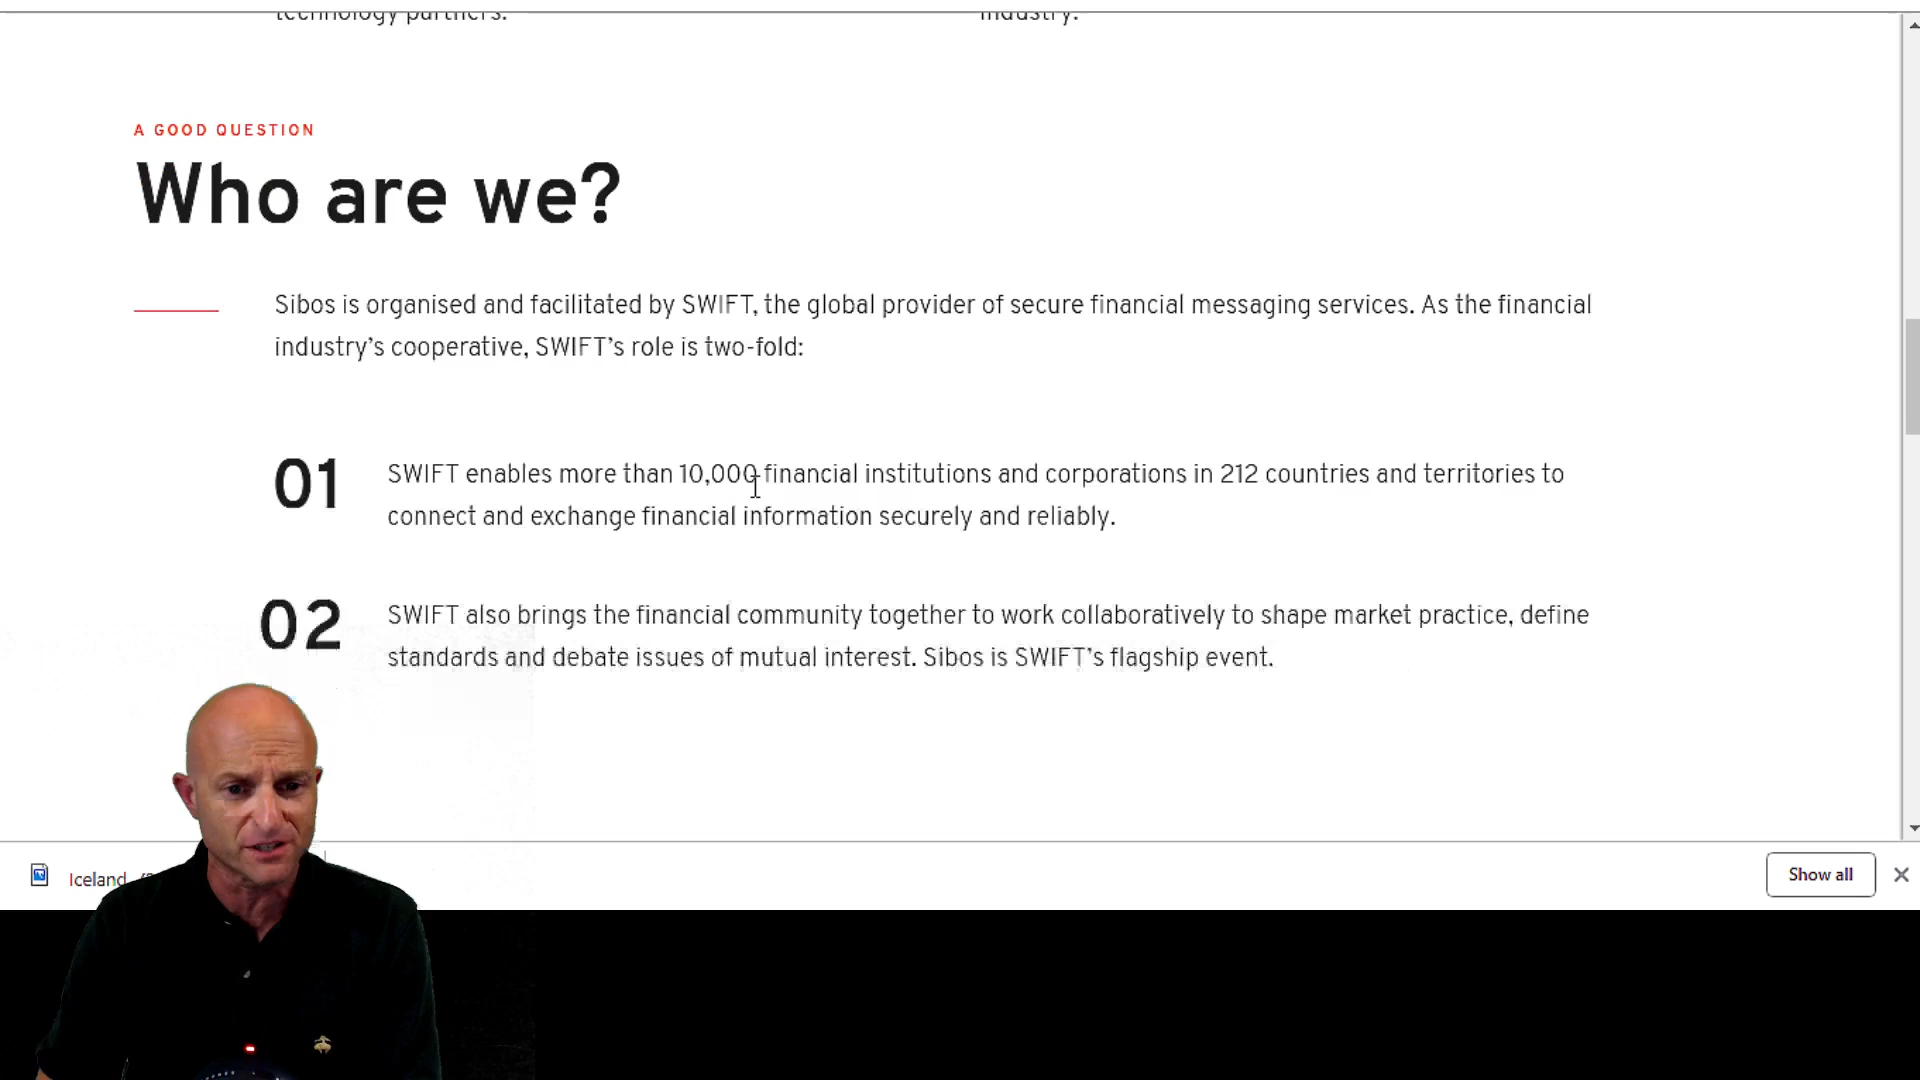 technology partners.
industry.
A GOOD QUESTION
Who are we?
Sibos is organised and facilitated by SWIFT, the global provider of secure financial messaging services. As the financial
industry’s cooperative, SWIFT’s role is two-fold:
01
SWIFT enables more than 10,000 financial institutions and corporations in 212 countries and territories to
connect and exchange financial information securely and reliably.
02
SWIFT also brings the financial community together to work collaboratively to shape market practice, define
standards and debate issues of mutual interest. Sibos is SWIFT’s flagship event.
Iceland
Show all